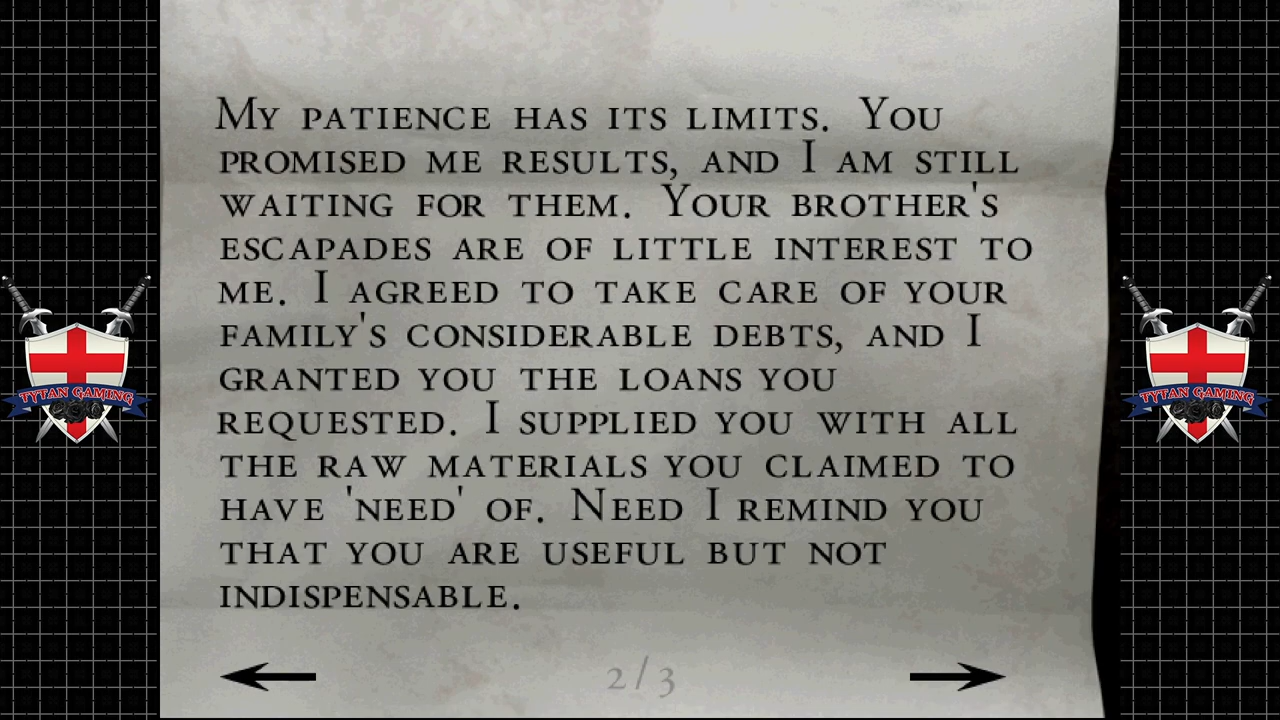 My patience has its limits. You
promised me results, and I am still
waiting for them. Your brother's
escapades are of little interest to
me. I agreed to take care of your
family's considerable debts, and I
granted you the loans you
requested. I supplied you with all
the raw materials you claimed to
have 'need' of. Need I remind you
that you are useful but not
indispensable.
2/3
TYTAN GAMING
TYTAN GAMING